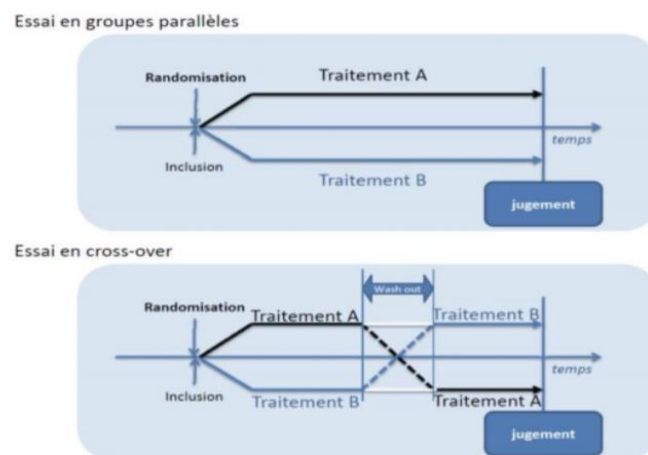 Essai en groupes parallèles
Randomisation
Traitement A
temps
Inclusion
Traitement B
jugement
Essai en cross-over
Wash out
Randomisation
Traitement A
Traitement B
temps
Inclusion
Traitement B
Traitement A
jugement